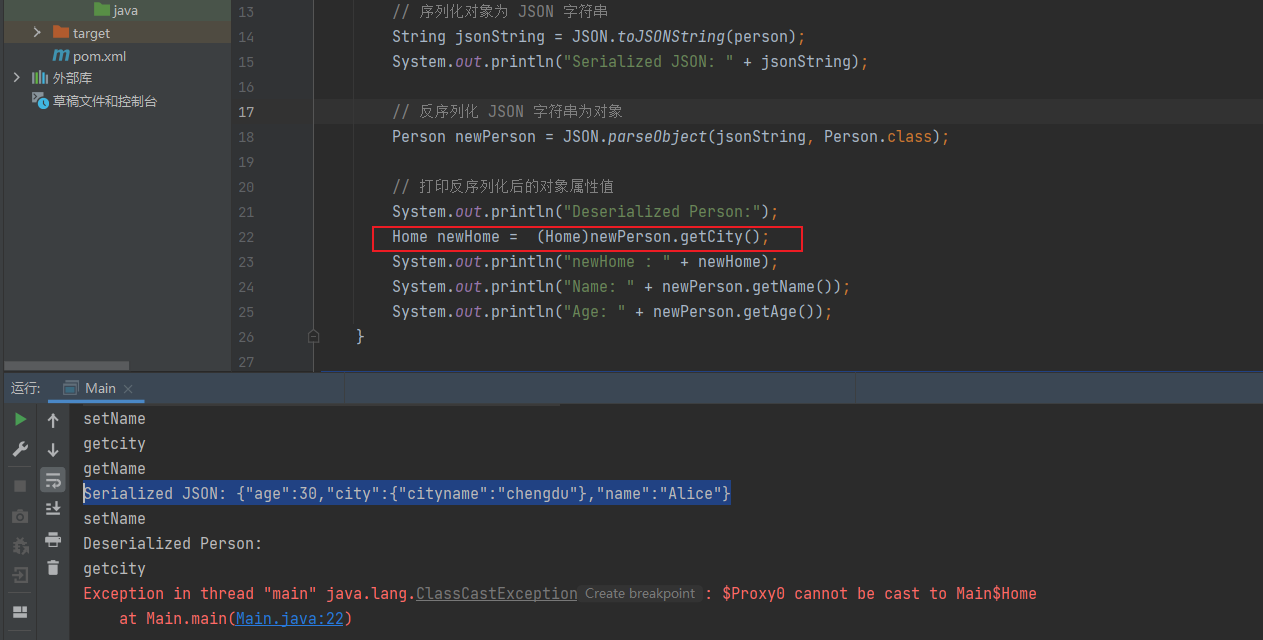 java
target
pom.xml
外部库
草稿文件和控制台
13 // 序列化对象为 JSON 字符串
14 String jsonString = JSON.toJSONString(person);
15 System.out.println("Serialized JSON: " + jsonString);
16
17 // 反序列化 JSON 字符串为对象
18 Person newPerson = JSON.parseObject(jsonString, Person.class);
19
20 // 打印反序列化后的对象属性值
21 System.out.println("Deserialized Person:");
22 Home newHome =  (Home)newPerson.getCity();
23 System.out.println("newHome : " + newHome);
24 System.out.println("Name: " + newPerson.getName());
25 System.out.println("Age: " + newPerson.getAge());
26 }
27
运行: Main
setName
getcity
getName
Serialized JSON: {"age":30,"city":{"cityname":"chengdu"},"name":"Alice"}
setName
Deserialized Person:
getcity
Exception in thread "main" java.lang.ClassCastException Create breakpoint : $Proxy0 cannot be cast to Main$Home
at Main.main(Main.java:22)